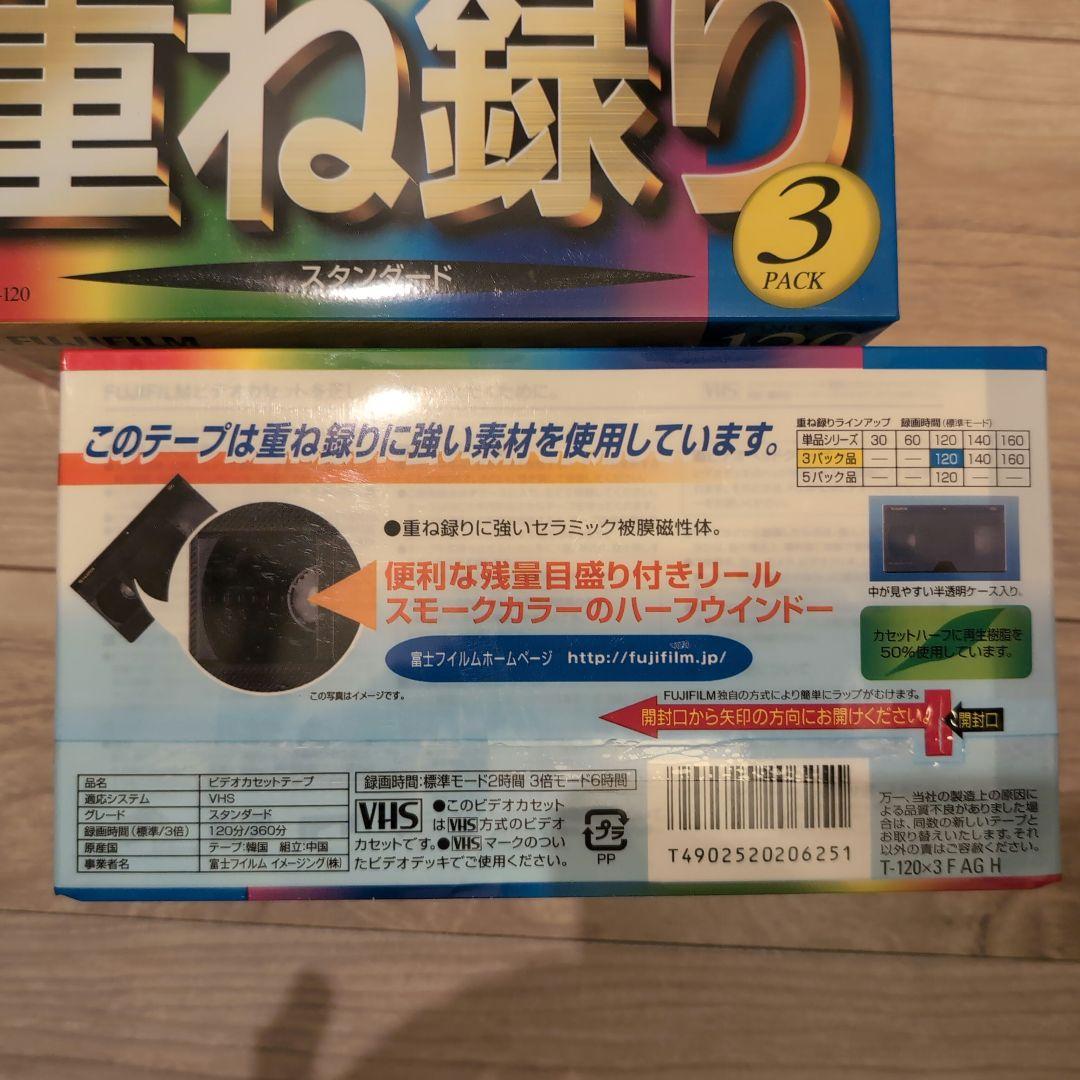 重ね録り
スタンダード
-120
3
PACK
FUJIFILM
FUJIFILMビデオカセットを正し
VHS
このテープは重ね録りに強い素材を使用しています。
重ね録りラインアップ 録画時間(標準モード)
単品シリーズ 30 60 120 140 160
3パック品 — — 120 140 160
5パック品 — — 120 — —
●重ね録りに強いセラミック被膜磁性体。
便利な残量目盛り付きリール
スモークカラーのハーフウインドー
中が見やすい半透明ケース入り。
カセットハーフに再生樹脂を
50%使用しています。
富士フイルムホームページ http://fujifilm.jp/
この写真はイメージです。
FUJIFILM独自の方式により簡単にラップがむけます。
開封口から矢印の方向にお開けください。
開封口
品名 ビデオカセットテープ
適応システム VHS
グレード スタンダード
録画時間(標準/3倍) 120分/360分
原産国 テープ:韓国 組立:中国
事業者名 富士フイルム イメージング(株)
録画時間:標準モード2時間 3倍モード6時間
VHS ●このビデオカセット
はVHS方式のビデオ
カセットです。●VHSマークのつい
たビデオデッキでご使用ください。
プラ
PP
T4902520206251
万一、当社の製造上の原因に
よる品質不良がありました場
合は、同数の新しいテープと
お取り替えいたします。それ
以外の責はご容赦ください。
T-120×3 F AG H